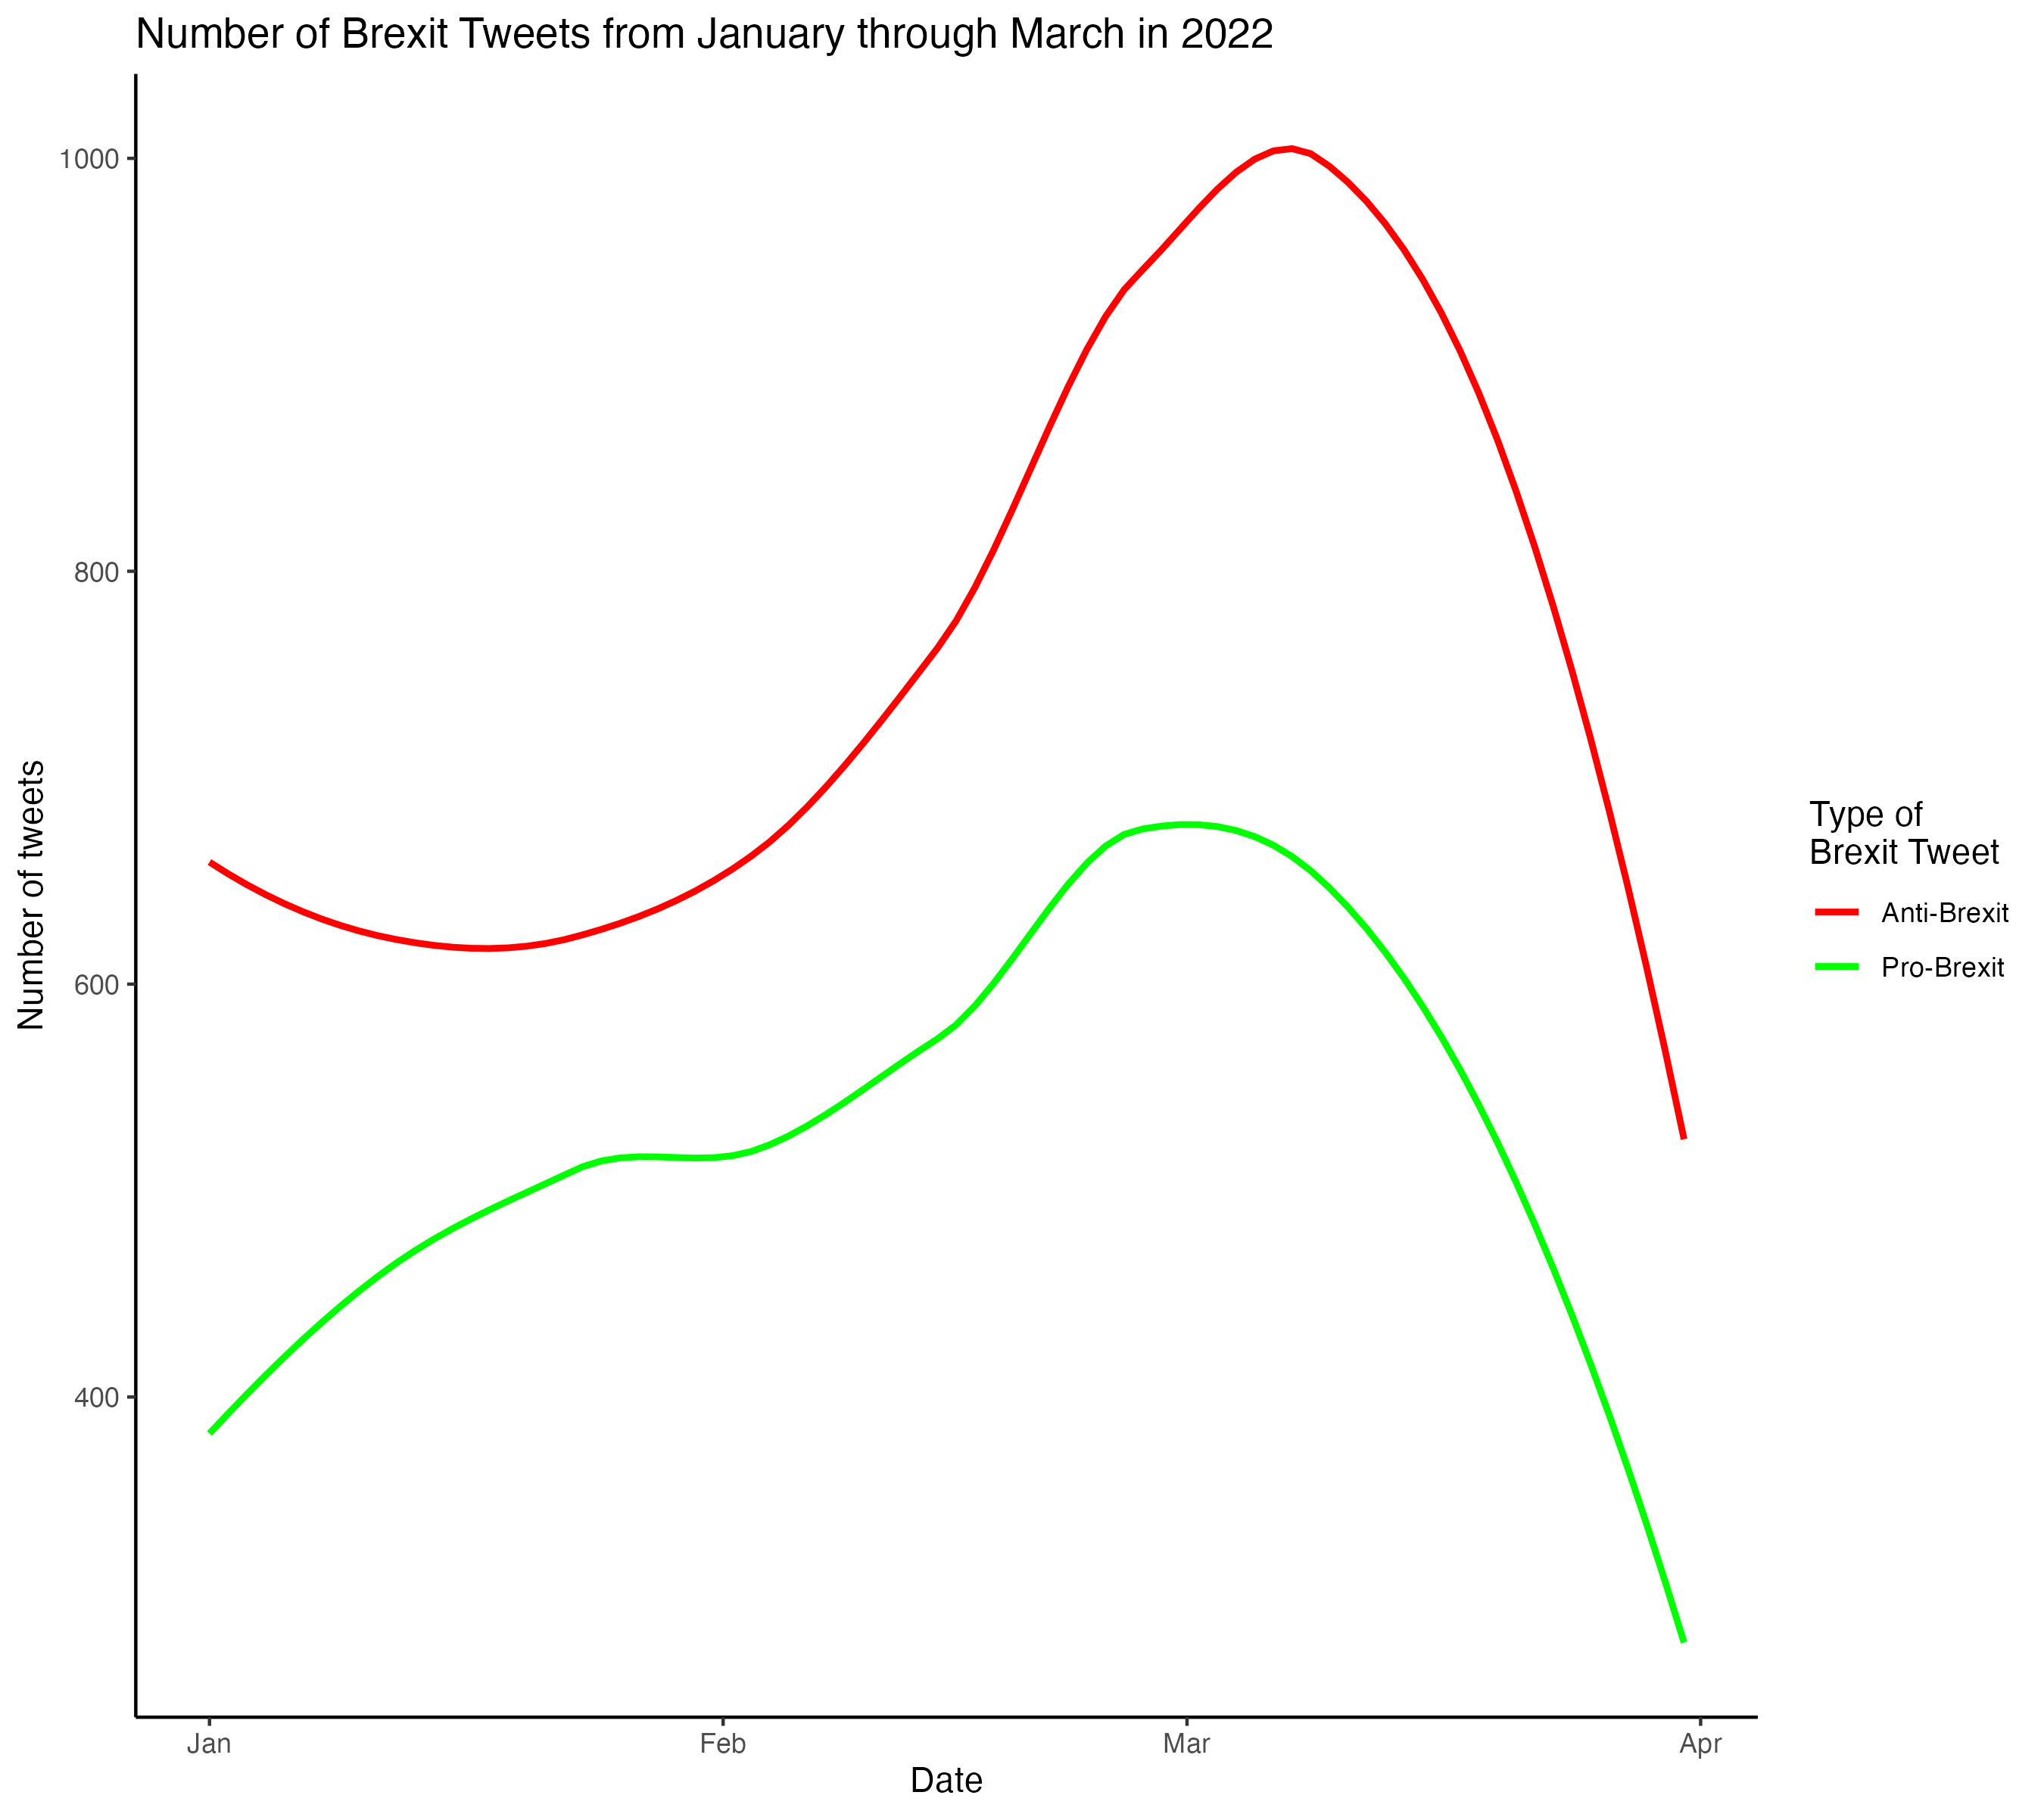 Number of Brexit Tweets from January through March in 2022
1000
800
600
400
Number of tweets
Jan
Feb
Mar
Apr
Date
Type of
Brexit Tweet
Anti-Brexit
Pro-Brexit